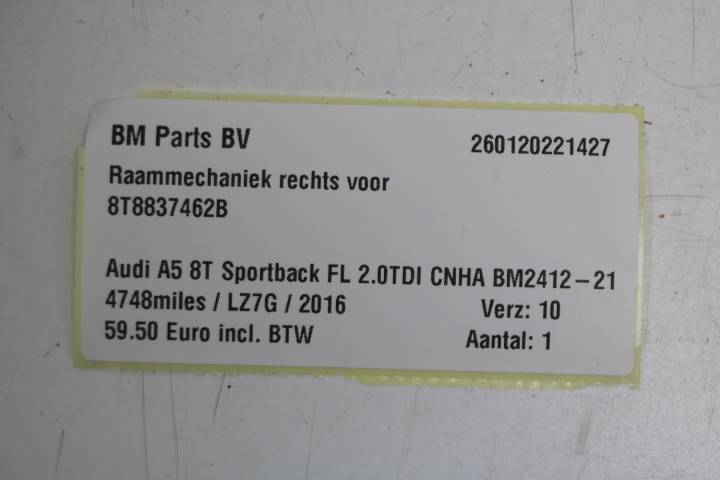 BM Parts BV 260120221427
Raammechaniek rechts voor
8T8837462B
Audi A5 8T Sportback FL 2.0TDI CNHA BM2412-21
4748miles / LZ7G / 2016 Verz: 10
59.50 Euro incl. BTW Aantal: 1